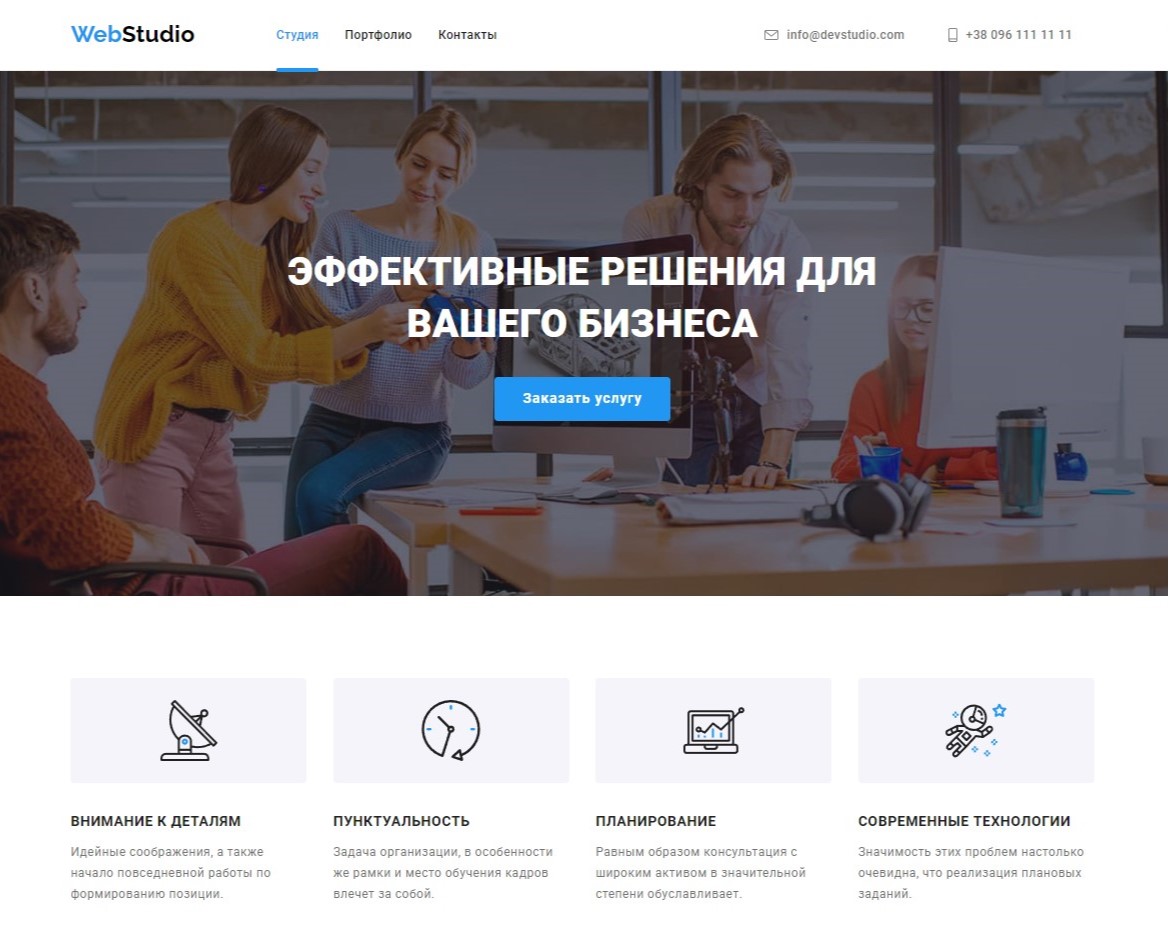 WebStudio Студия Портфолио Контакты info@devstudio.com +38 096 111 11 11
ЭФФЕКТИВНЫЕ РЕШЕНИЯ ДЛЯ
ВАШЕГО БИЗНЕСА
Заказать услугу
ВНИМАНИЕ К ДЕТАЛЯМ
Идейные соображения, а также
начало повседневной работы по
формированию позиции.
ПУНКТУАЛЬНОСТЬ
Задача организации, в особенности
же рамки и место обучения кадров
влечет за собой.
ПЛАНИРОВАНИЕ
Равным образом консультация с
широким активом в значительной
степени обуславливает.
СОВРЕМЕННЫЕ ТЕХНОЛОГИИ
Значимость этих проблем настолько
очевидна, что реализация плановых
заданий.